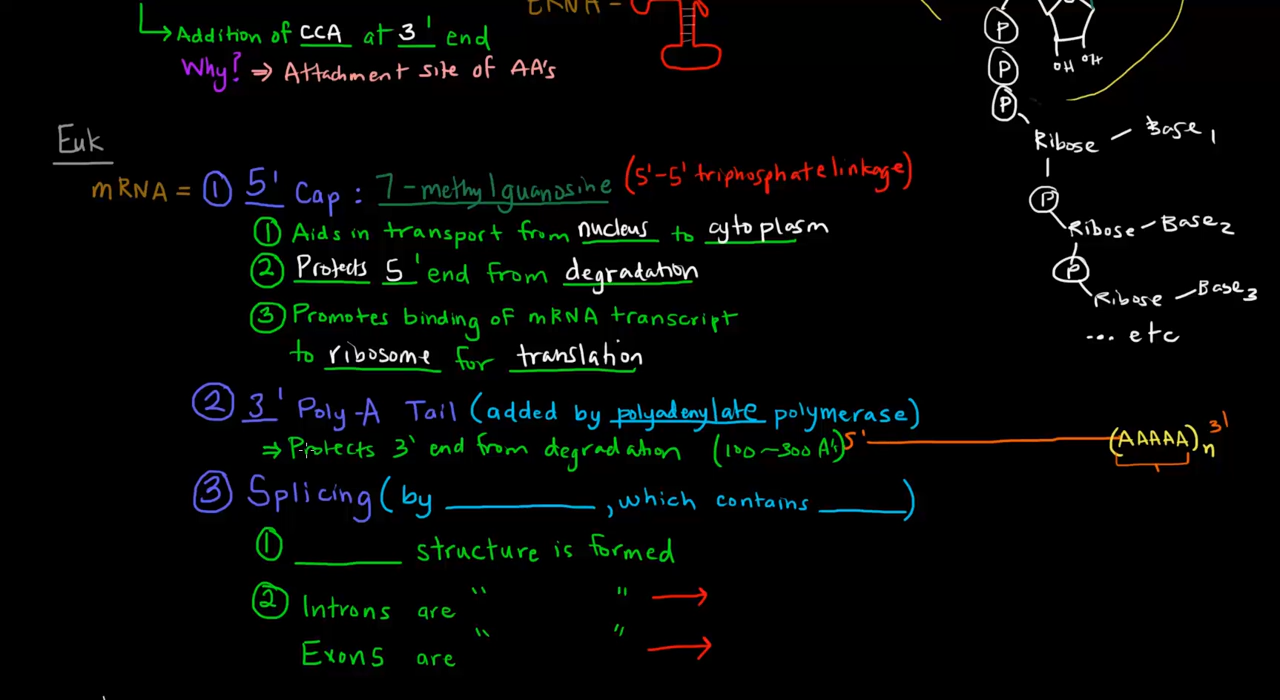 tRNA =
Addition of CCA at 3' end
Why? ⇒ Attachment site of AA's
P
P
P
OH OH
Ribose — Base1
P
Ribose — Base2
P
Ribose — Base3
... etc
Euk
mRNA = ① 5' Cap : 7-methylguanosine (5'-5' triphosphate linkage)
① Aids in transport from nucleus to cytoplasm
② Protects 5' end from degradation
③ Promotes binding of mRNA transcript
to ribosome for translation
② 3' Poly-A Tail (added by polyadenylate polymerase)
⇒ Protects 3' end from degradation (100~300 A's) 5' (AAAAA)n 3'
③ Splicing (by ______, which contains ______)
① ______ structure is formed
② Introns are " " →
Exons are " " →